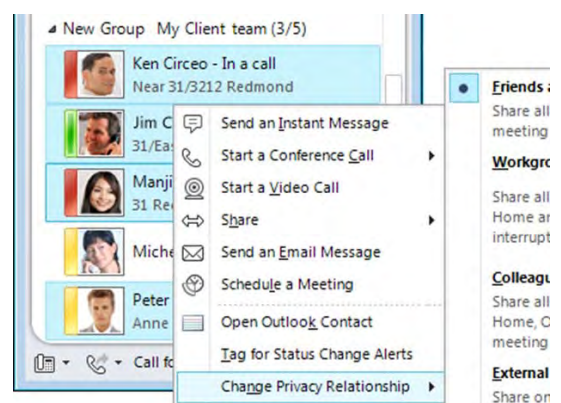 New Group My Client team (3/5)
Ken Circeo - In a call
Near 31/3212 Redmond
Jim
31/Eas
Manji
31 Re
Miche
Peter
Anne
Call fo
Send an Instant Message
Start a Conference Call
Start a Video Call
Share
Send an Email Message
Schedule a Meeting
Open Outlook Contact
Tag for Status Change Alerts
Change Privacy Relationship
Friends
Share all
meeting
Workgro
Share all
Home an
interrupt
Colleagu
Share all
Home, O
meeting
External
Share on